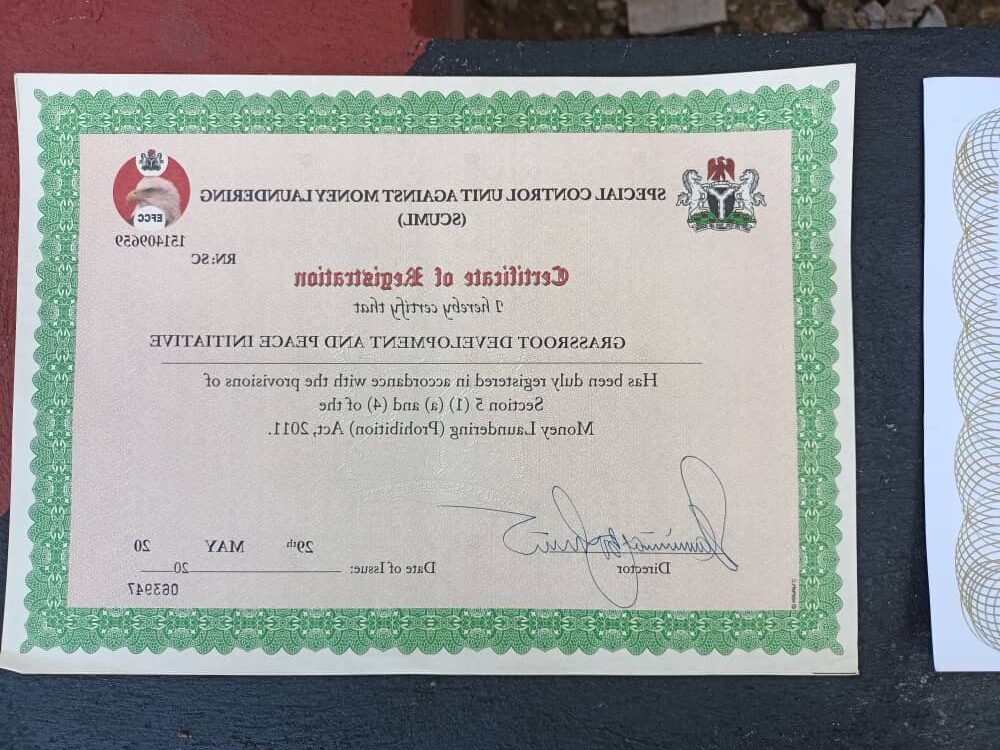 SPECIAL CONTROL UNIT AGAINST MONEY LAUNDERING
(SCUML)
EFCC
151409659
RN:SC
Certificate of Registration
I hereby certify that
GRASSROOT DEVELOPMENT AND PEACE INITIATIVE
Has been duly registered in accordance with the provisions of
Section 5 (1) (a) and (4) of the
Money Laundering (Prohibition) Act, 2011.
29th MAY 20
Director
Date of Issue: 20
063947